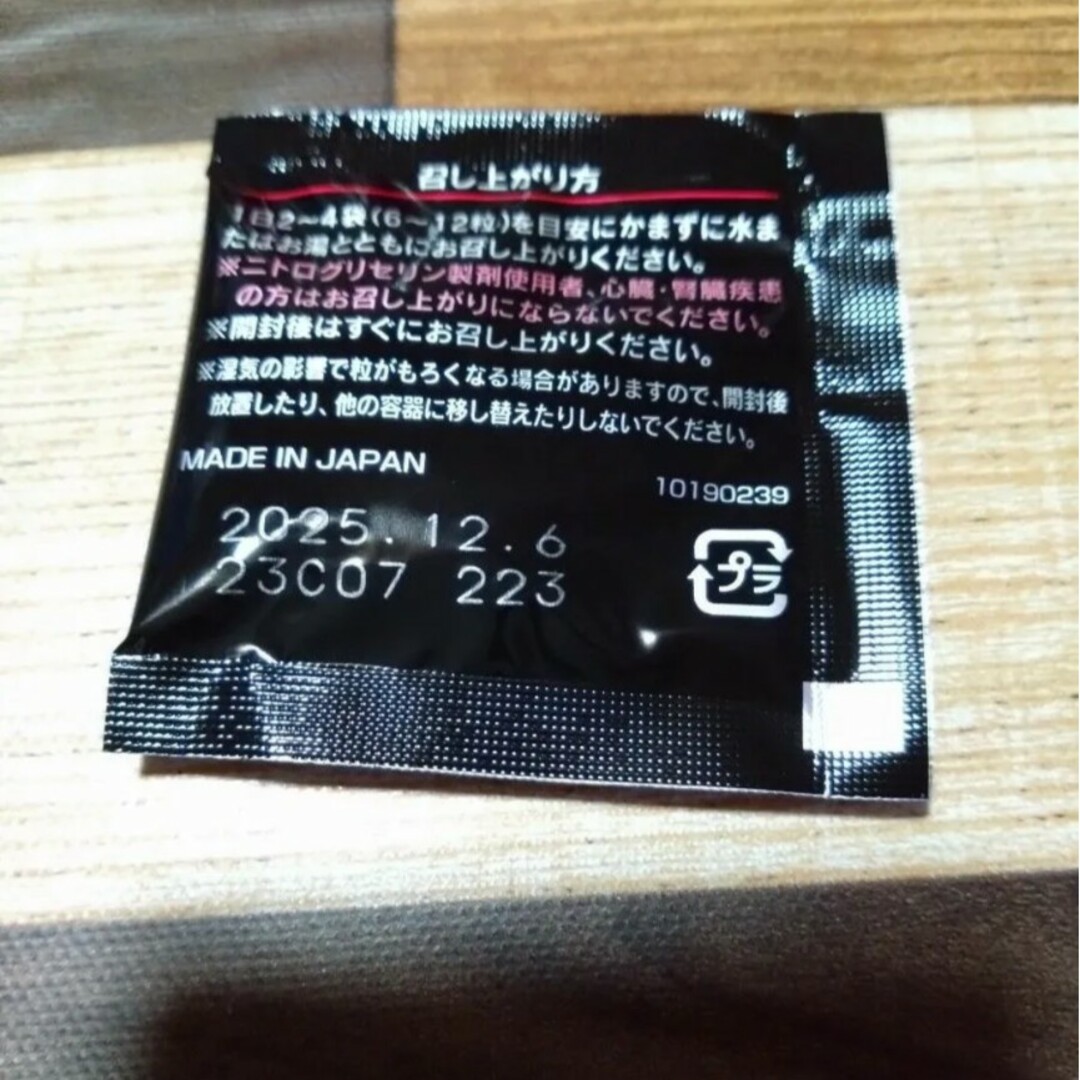 召し上がり方
1日2〜4袋(6〜12粒)を目安にかまずに水ま
たはお湯とともにお召し上がりください。
※ニトログリセリン製剤使用者、心臓・腎臓疾患
の方はお召し上がりにならないでください。
※開封後はすぐにお召し上がりください。
※湿気の影響で粒がもろくなる場合がありますので、開封後
放置したり、他の容器に移し替えたりしないでください。
MADE IN JAPAN
10190239
2025.12.6
23C07 223
プラ